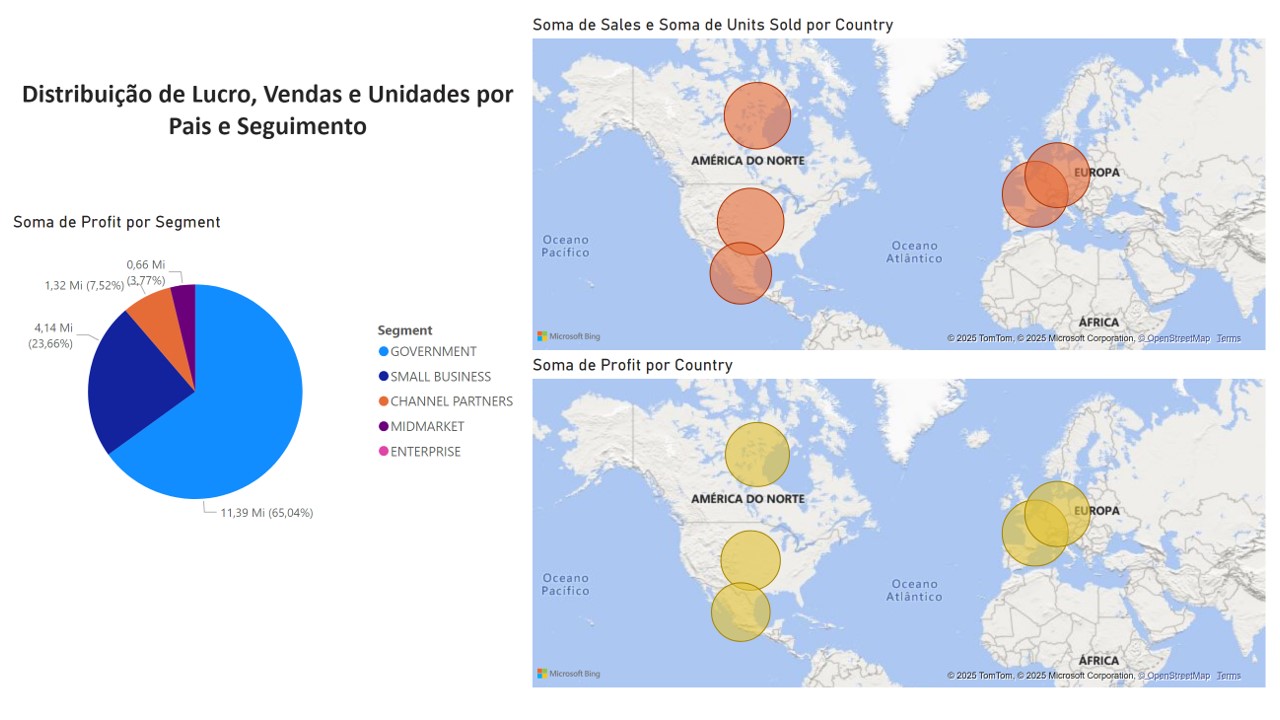 Distribuição de Lucro, Vendas e Unidades por
Pais e Seguimento
Soma de Profit por Segment
0,66 Mi
(3,77%)
1,32 Mi (7,52%)
4,14 Mi
(23,66%)
11,39 Mi (65,04%)
Segment
GOVERNMENT
SMALL BUSINESS
CHANNEL PARTNERS
MIDMARKET
ENTERPRISE
Soma de Sales e Soma de Units Sold por Country
AMÉRICA DO NORTE
EUROPA
Oceano
Pacífico
Oceano
Atlântico
ÁFRICA
Microsoft Bing
© 2025 TomTom, © 2025 Microsoft Corporation, © OpenStreetMap Terms
Soma de Profit por Country
AMÉRICA DO NORTE
EUROPA
Oceano
Pacífico
Oceano
Atlântico
ÁFRICA
Microsoft Bing
© 2025 TomTom, © 2025 Microsoft Corporation, © OpenStreetMap Terms